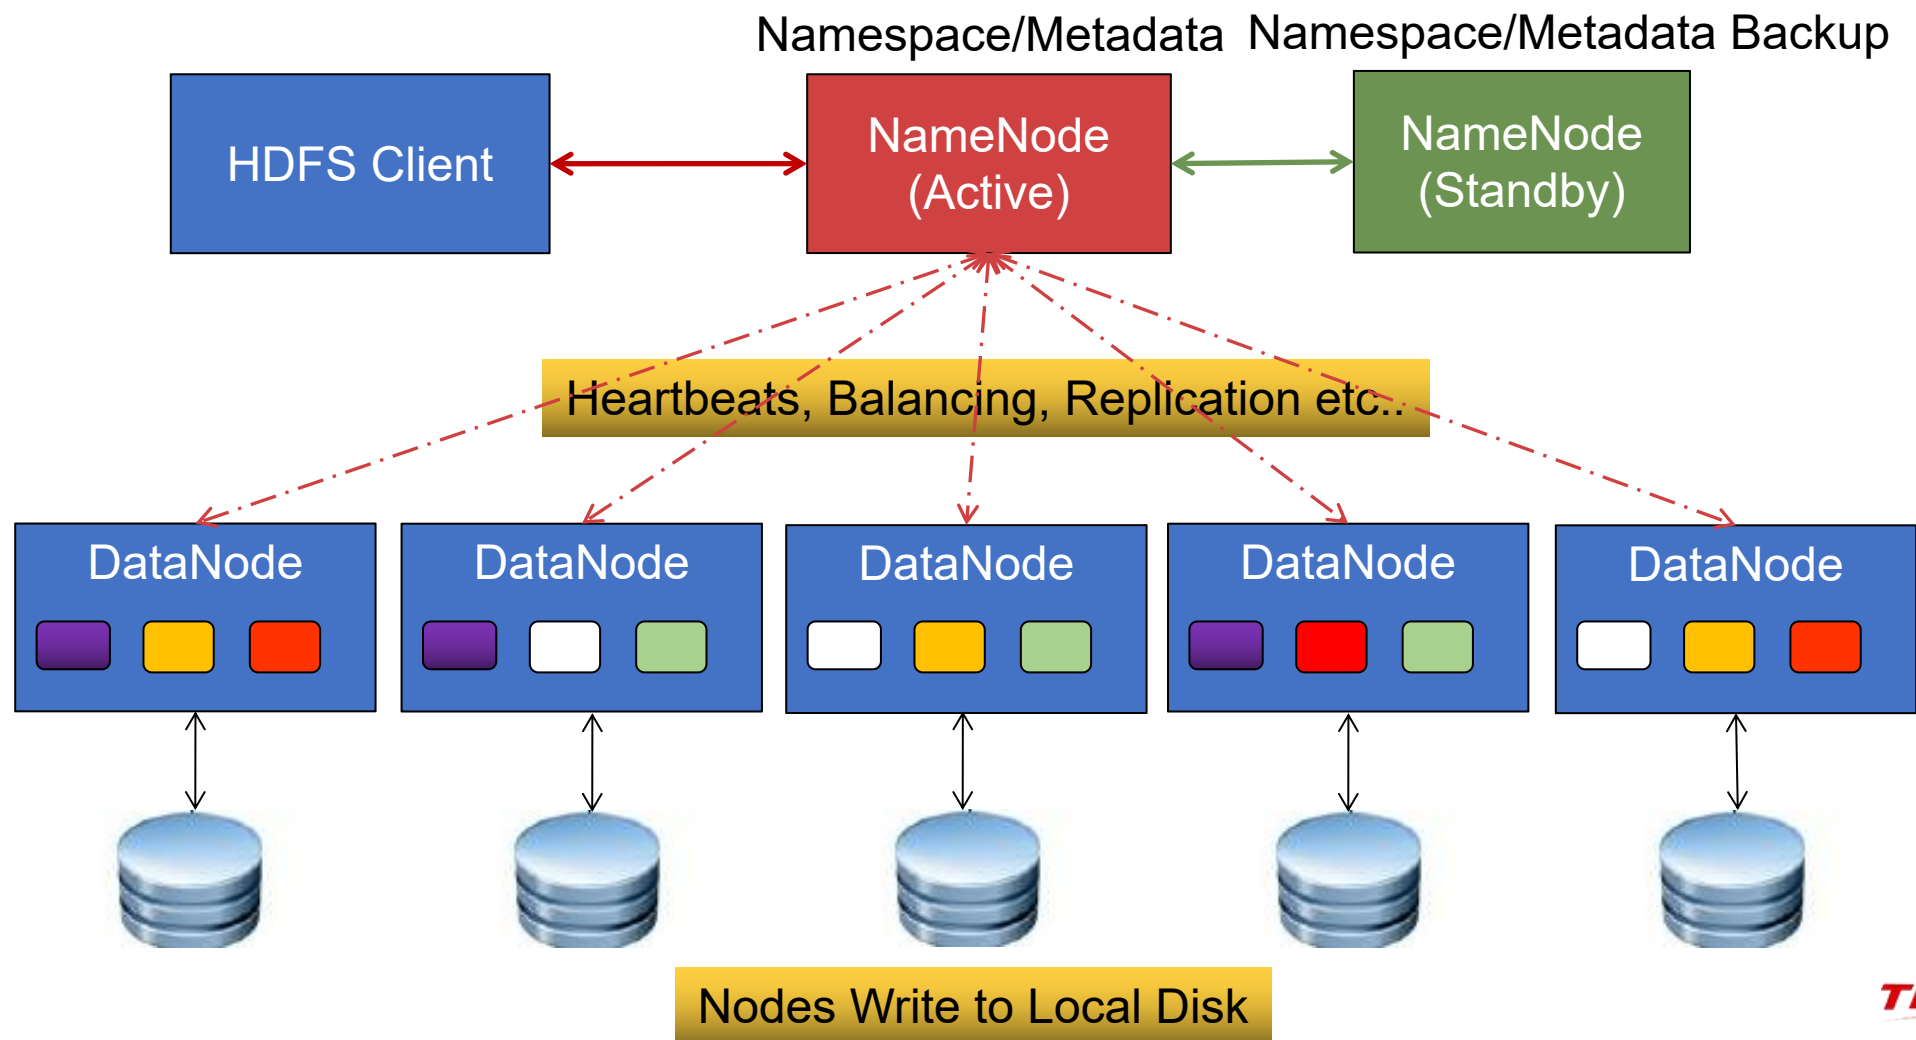 Namespace/Metadata
Namespace/Metadata Backup
HDFS Client
NameNode
(Active)
NameNode
(Standby)
Heartbeats, Balancing, Replication etc..
DataNode
DataNode
DataNode
DataNode
DataNode
Nodes Write to Local Disk